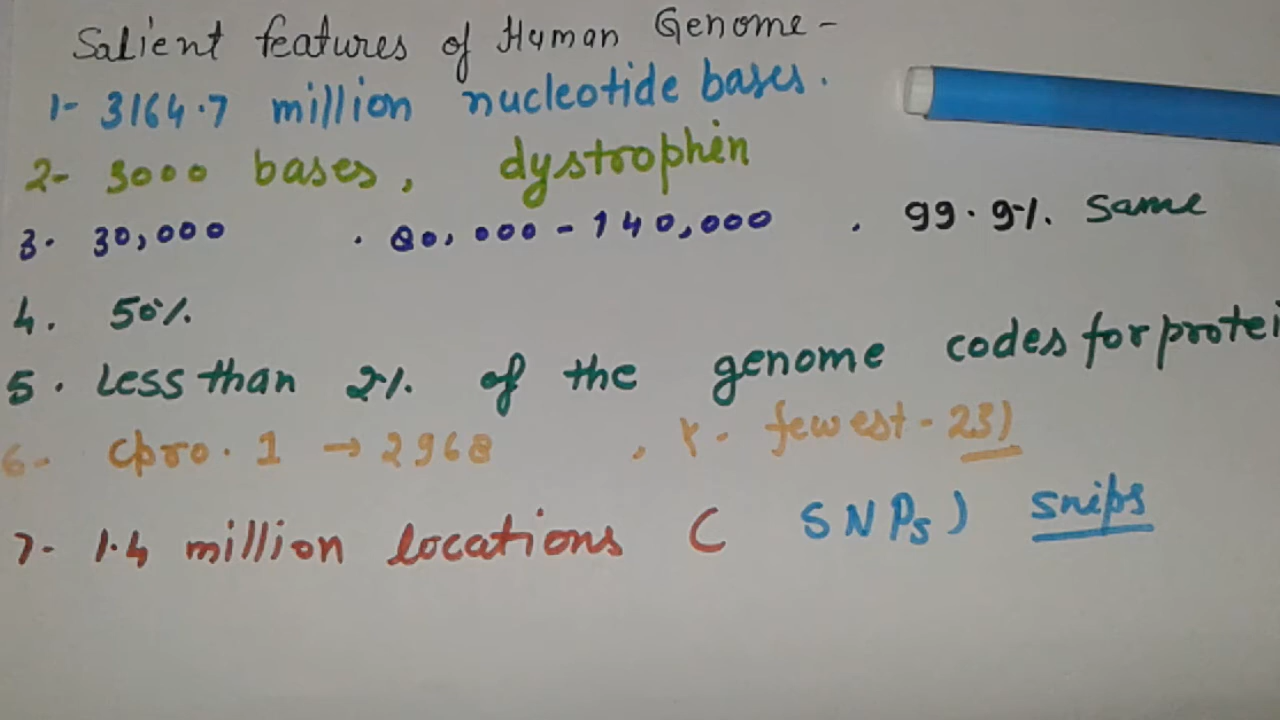 Salient features of Human Genome -
1- 3164.7 million nucleotide bases.
2- 3000 bases, dystrophin
3. 30,000 . 80,000 - 140,000 . 99.9% same
4. 50%
5. Less than 2% of the genome codes for protei
6- Chro. 1 → 2968 , Y - fewest - 231
7- 1.4 million locations ( SNPs ) snips